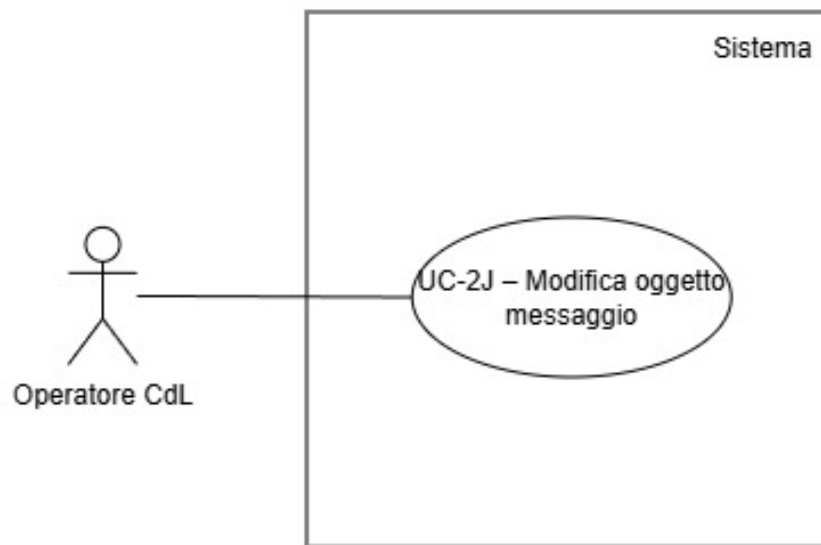 Sistema
UC-2J – Modifica oggetto
messaggio
Operatore CdL